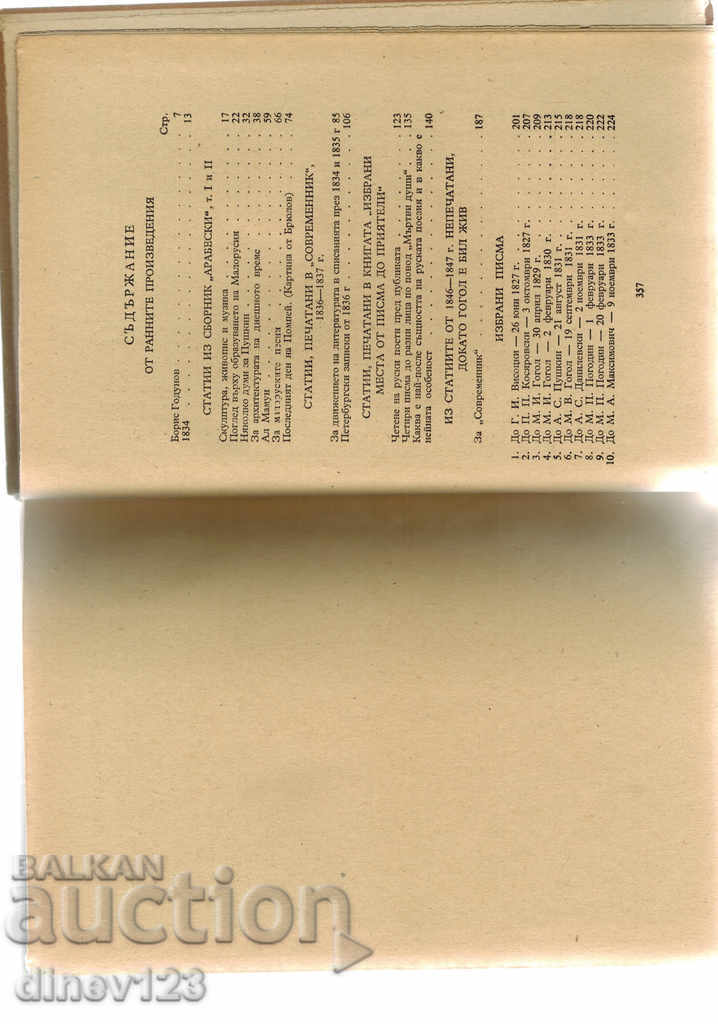 СЪДЪРЖАНИЕ
ОТ РАННИТЕ ПРОИЗВЕДЕНИЯ
Стр.
Борис Годунов . . . . . . . . . . 7
1834 . . . . . . . . . . 13
СТАТИИ ИЗ СБОРНИК „АРАБЕСКИ“, т. I и II
Скулптура, живопис и музика . . . . . 17
Поглед върху образуването на Малорусия . . . 22
Няколко думи за Пушкин . . . . . 32
За архитектурата на днешното време . . . . 38
Ал Мамун . . . . . . . . . . 59
За малоруските песни . . . . . . 66
Последният ден на Помпей. (Картина от Брюлов) . . . 74
СТАТИИ, ПЕЧАТАНИ В „СОВРЕМЕННИК“,
1836—1837 г.
За движението на литературата в списанията през 1834 и 1835 г 85
Петербургски записки от 1836 г . . . . . . 106
СТАТИИ, ПЕЧАТАНИ В КНИГАТА „ИЗБРАНИ
МЕСТА ОТ ПИСМА ДО ПРИЯТЕЛИ“
Четене на руски поети пред публиката . . . . 123
Четири писма до разни лица по повод „Мъртви души“ . . 135
Каква е най-после същността на руската поезия и в какво е
нейната особеност . . . . . . . . 140
ИЗ СТАТИИТЕ ОТ 1846—1847 г. НЕПЕЧАТАНИ,
ДОКАТО ГОГОЛ Е БИЛ ЖИВ
За „Современник“ . . . . . . . . 187
ИЗБРАНИ ПИСМА
1. До Г. И. Висоцки — 26 юни 1827 г. . . . . 201
2. До П. П. Косяровски — 3 октомври 1827 г. . . . 207
3. До М. И. Гогол — 30 април 1829 г. . . . . 209
4. До М. И. Гогол — 2 февруари 1830 г. . . . . 213
5. До А. С. Пушкин — 21 август 1831 г. . . . . 215
6. До М. В. Гогол — 19 септември 1831 г. . . . . 218
7. До А. С. Данилевски — 2 ноември 1831 г. . . . 218
8. До М. П. Погодин — 1 февруари 1833 г. . . . . 220
9. До М. П. Погодин — 20 февруари 1833 г. . . . 222
10. До М. А. Максимович — 9 ноември 1833 г. . . . 224
357
BALKAN
auction
dinev123